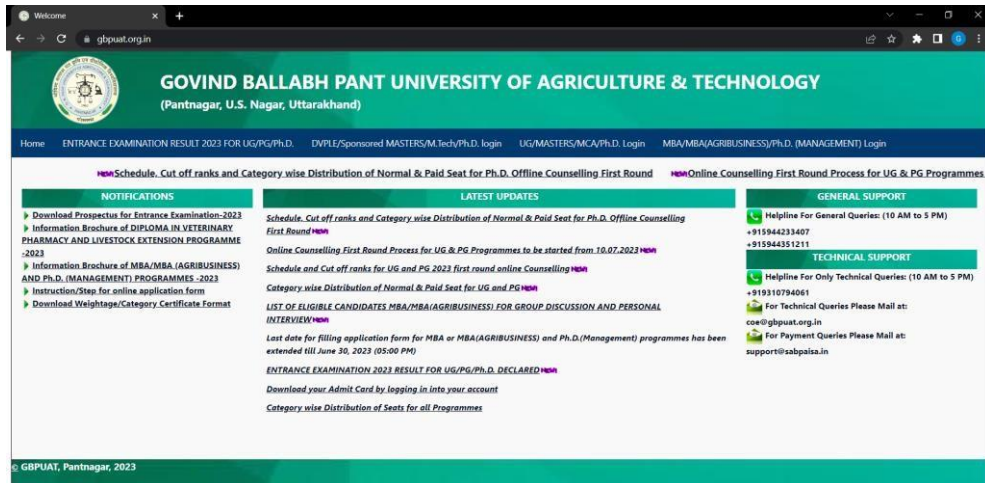 Welcome
gbpuat.org.in
GOVIND BALLABH PANT UNIVERSITY OF AGRICULTURE & TECHNOLOGY
(Pantnagar, U.S. Nagar, Uttarakhand)
Home ENTRANCE EXAMINATION RESULT 2023 FOR UG/PG/Ph.D. DVPLE/Sponsored MASTERS/M.Tech/Ph.D. login UG/MASTERS/MCA/Ph.D. Login MBA/MBA(AGRIBUSINESS)/Ph.D. (MANAGEMENT) Login
NEW Schedule, Cut off ranks and Category wise Distribution of Normal & Paid Seat for Ph.D. Offline Counselling First Round NEW Online Counselling First Round Process for UG & PG Programmes
NOTIFICATIONS
Download Prospectus for Entrance Examination-2023
Information Brochure of DIPLOMA IN VETERINARY
PHARMACY AND LIVESTOCK EXTENSION PROGRAMME
-2023
Information Brochure of MBA/MBA (AGRIBUSINESS)
AND Ph.D. (MANAGEMENT) PROGRAMMES -2023
Instruction/Step for online application form
Download Weightage/Category Certificate Format
LATEST UPDATES
Schedule, Cut off ranks and Category wise Distribution of Normal & Paid Seat for Ph.D. Offline Counselling
First Round NEW
Online Counselling First Round Process for UG & PG Programmes to be started from 10.07.2023 NEW
Schedule and Cut off ranks for UG and PG 2023 first round online Counselling NEW
Category wise Distribution of Normal & Paid Seat for UG and PG NEW
LIST OF ELIGIBLE CANDIDATES MBA/MBA(AGRIBUSINESS) FOR GROUP DISCUSSION AND PERSONAL
INTERVIEW NEW
Last date for filling application form for MBA or MBA(AGRIBUSINESS) and Ph.D.(Management) programmes has been
extended till June 30, 2023 (05:00 PM)
ENTRANCE EXAMINATION 2023 RESULT FOR UG/PG/Ph.D. DECLARED NEW
Download your Admit Card by logging in into your account
Category wise Distribution of Seats for all Programmes
GENERAL SUPPORT
Helpline For General Queries: (10 AM to 5 PM)
+915944233407
+915944351211
TECHNICAL SUPPORT
Helpline For Only Technical Queries: (10 AM to 5 PM)
+919310794061
For Technical Queries Please Mail at:
coe@gbpuat.org.in
For Payment Queries Please Mail at:
support@sabpaisa.in
© GBPUAT, Pantnagar, 2023